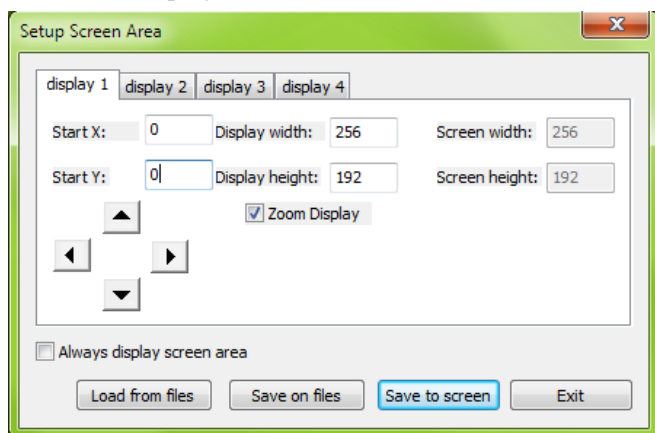 Setup Screen Area
display 1 display 2 display 3 display 4
Start X: 0 Display width: 256 Screen width: 256
Start Y: 0 Display height: 192 Screen height: 192
Zoom Display
Always display screen area
Load from files Save on files Save to screen Exit